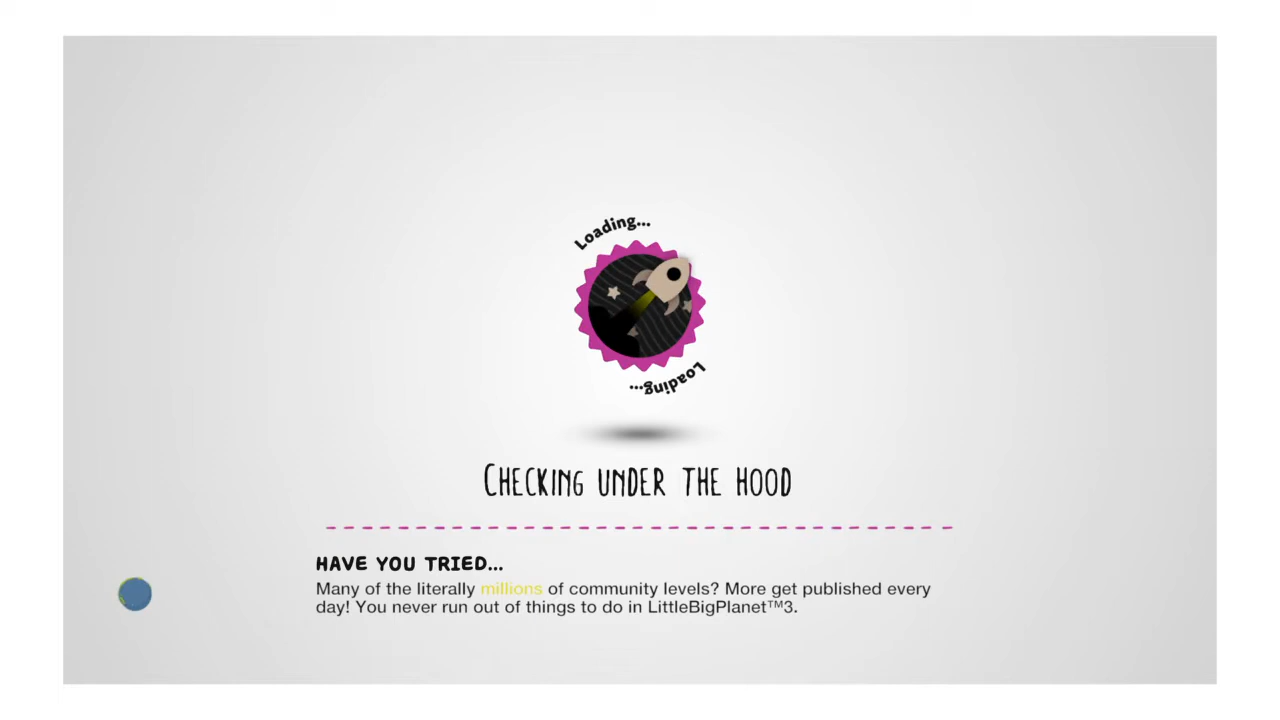 Loading...
Loading...
Checking under the hood
HAVE YOU TRIED...
Many of the literally millions of community levels? More get published every
day! You never run out of things to do in LittleBigPlanet™3.